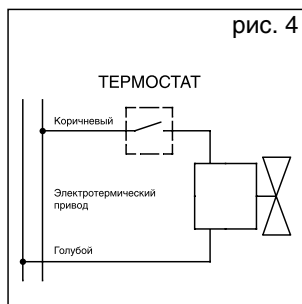 рис. 4
ТЕРМОСТАТ
Коричневый
Электротермический
привод
Голубой